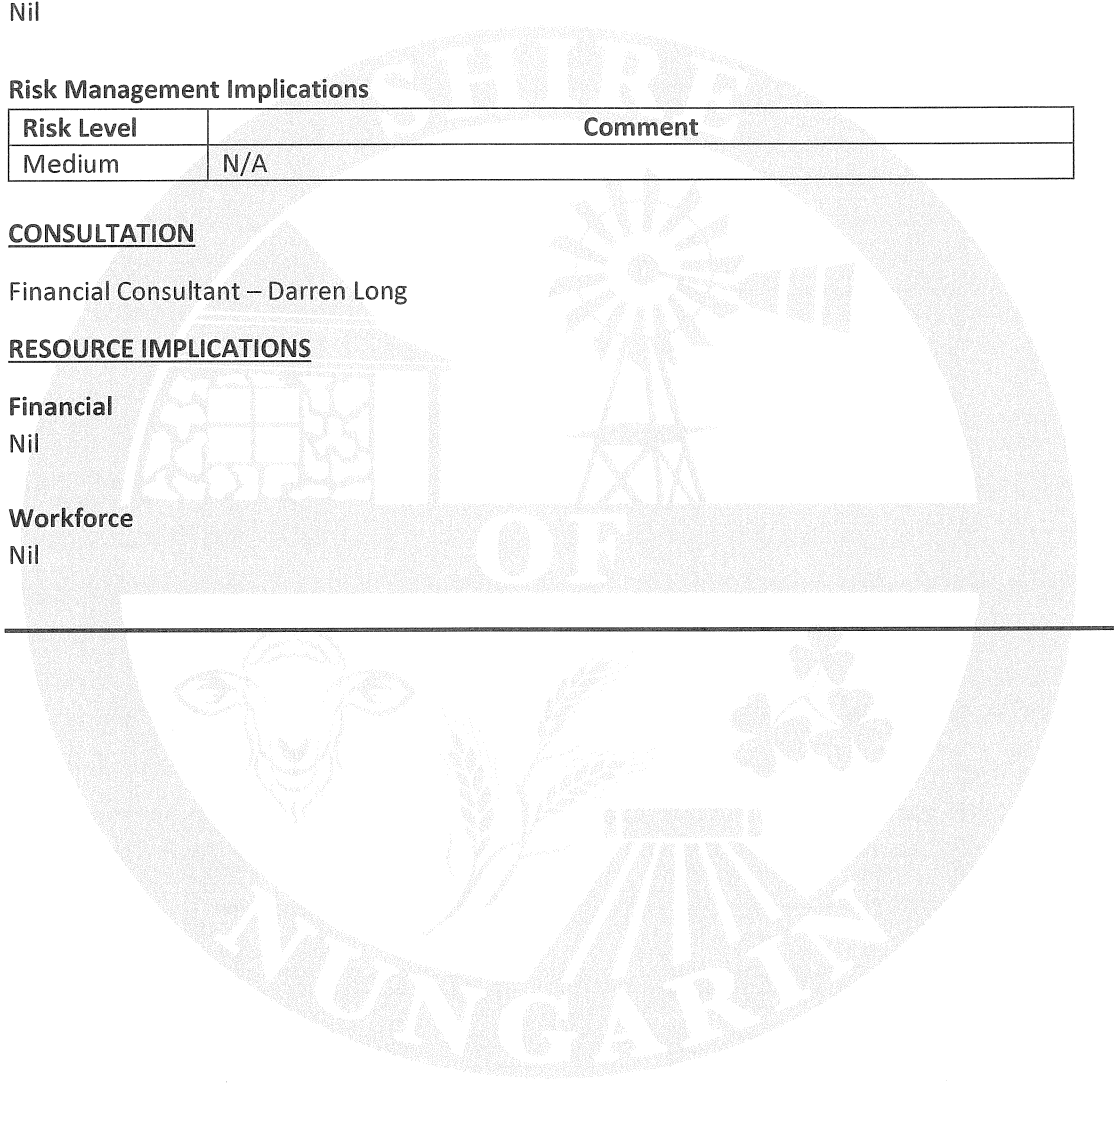 Nil
Risk Management Implications
Risk Level Comment
Medium N/A
CONSULTATION
Financial Consultant – Darren Long
RESOURCE IMPLICATIONS
Financial
Nil
Workforce
Nil
SHIRE
OF
NUNGARIN